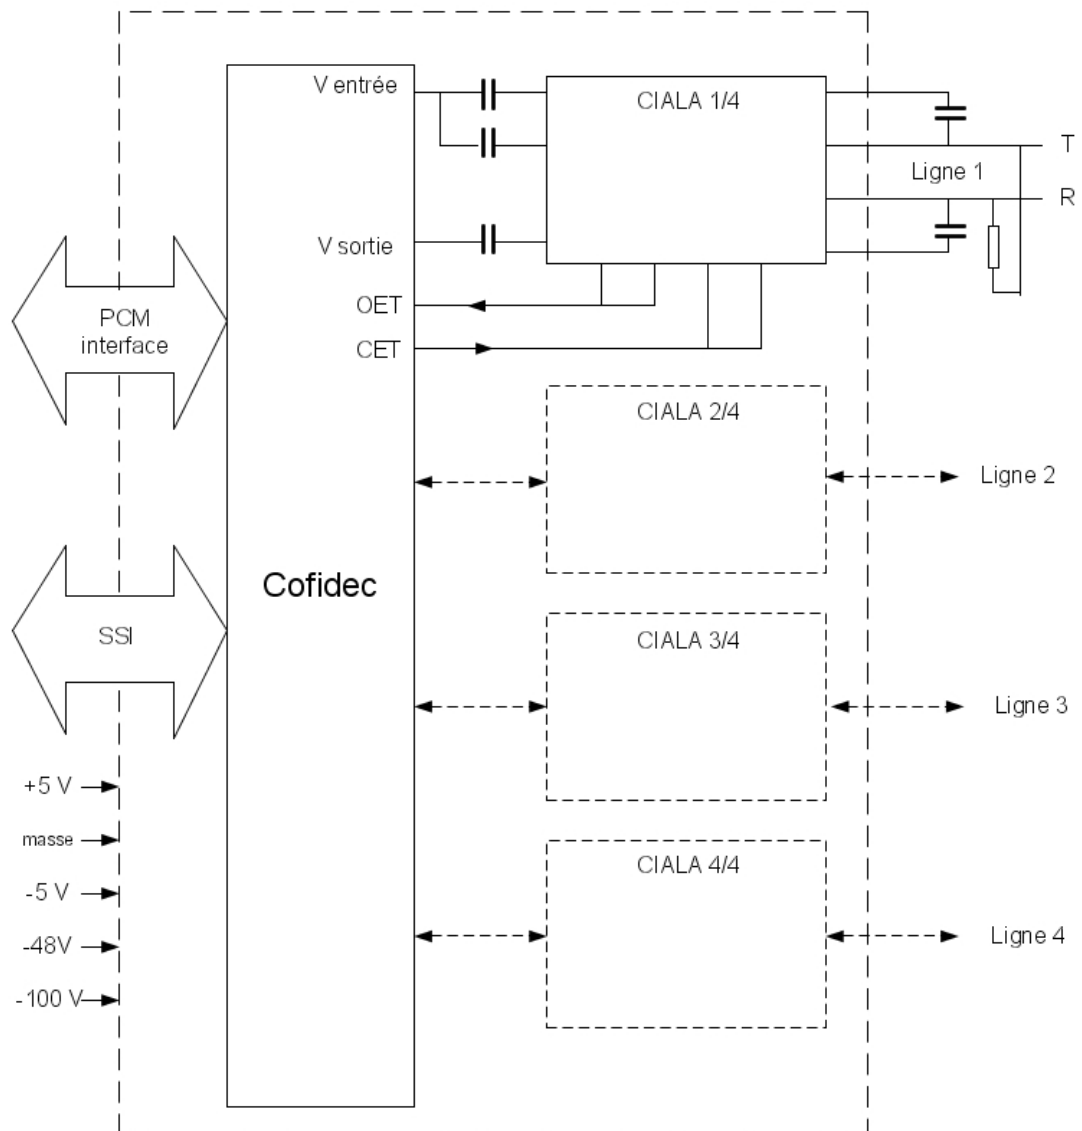 V entrée
CIALA 1/4
T
Ligne 1
R
V sortie
OET
PCM
interface
CET
CIALA 2/4
Ligne 2
Cofidec
SSI
CIALA 3/4
Ligne 3
+5 V
masse
CIALA 4/4
-5 V
-48V
Ligne 4
-100 V